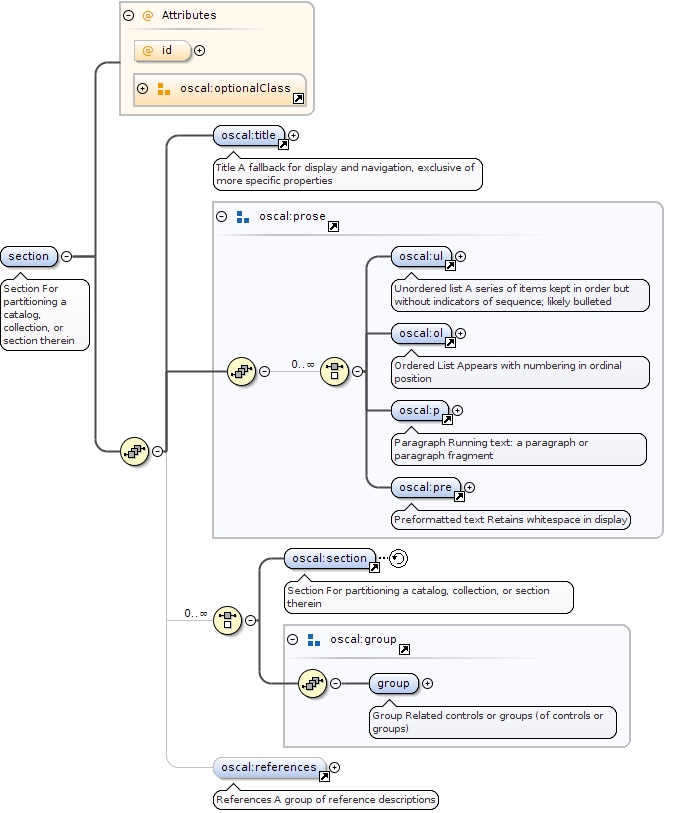 Attributes
@ id
oscal:optionalClass
oscal:title
Title A fallback for display and navigation, exclusive of
more specific properties
oscal:prose
section
Section For
partitioning a
catalog,
collection, or
section therein
oscal:ul
Unordered list A series of items kept in order but
without indicators of sequence; likely bulleted
oscal:ol
0..∞
Ordered List Appears with numbering in ordinal
position
oscal:p
Paragraph Running text: a paragraph or
paragraph fragment
oscal:pre
Preformatted text Retains whitespace in display
oscal:section
Section For partitioning a catalog, collection, or section
therein
0..∞
oscal:group
group
Group Related controls or groups (of controls or
groups)
oscal:references
References A group of reference descriptions